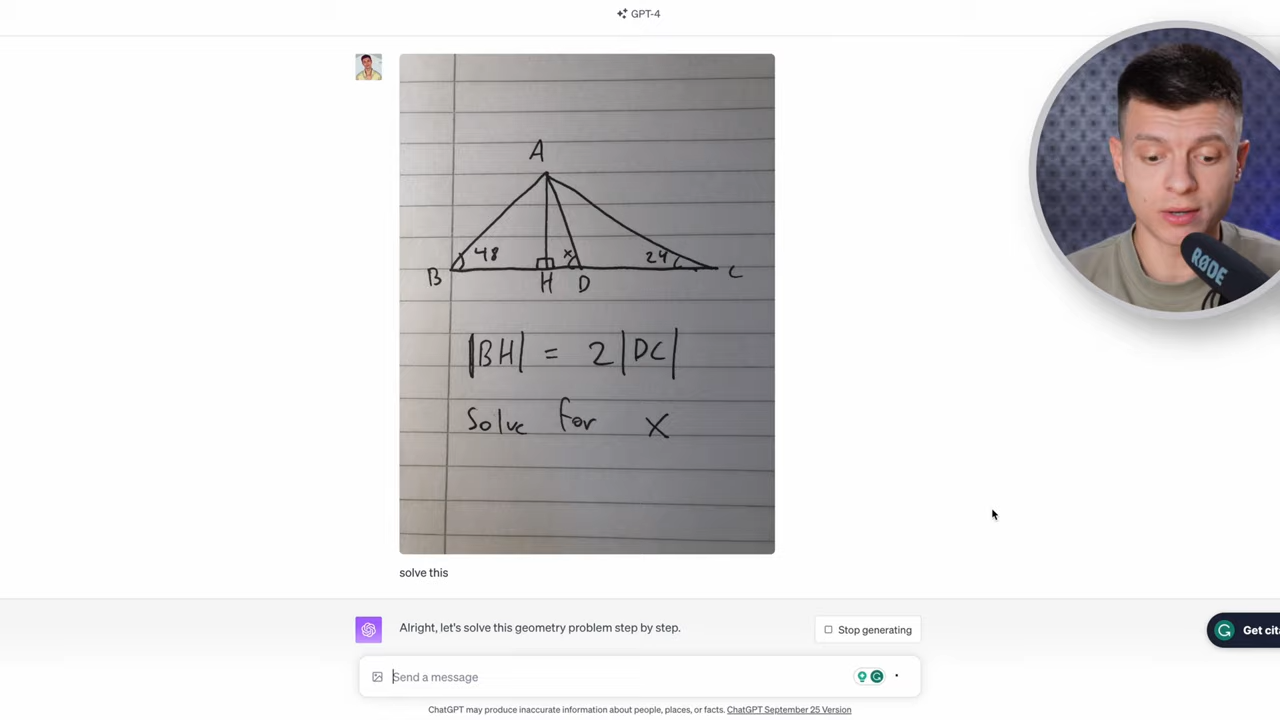 GPT-4
A
48
x
24
B
H
D
C
|BH| = 2|DC|
Solve for x
solve this
Alright, let's solve this geometry problem step by step.
Stop generating
Get cita
Send a message
ChatGPT may produce inaccurate information about people, places, or facts. ChatGPT September 25 Version
RØDE